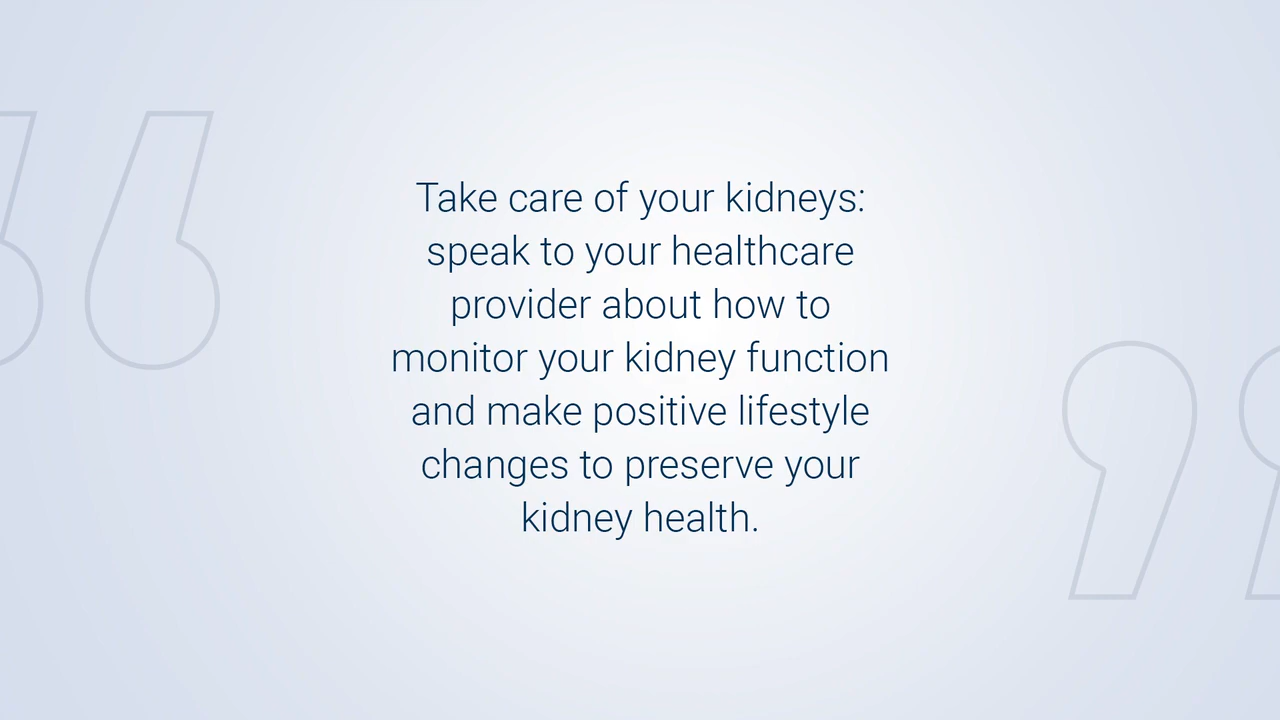 Take care of your kidneys:
speak to your healthcare
provider about how to
monitor your kidney function
and make positive lifestyle
changes to preserve your
kidney health.